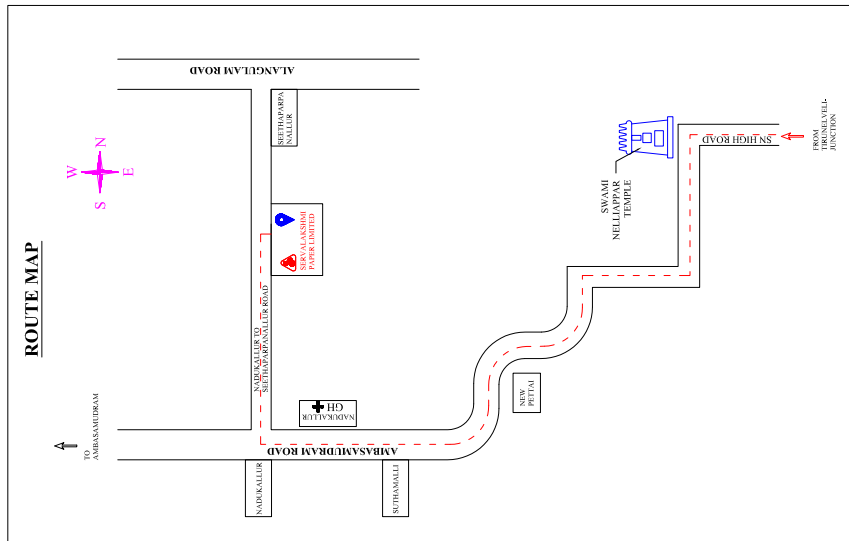 ROUTE MAP
TO
AMBASAMUDRAM
W
N
S
E
ALANGULAM ROAD
SEETHAPARPA
NALLUR
SERVALAKSHMI
PAPER LIMITED
NADUKALLUR TO
SEETHAPARPANALLUR ROAD
NADUKALLUR
GH
AMBASAMUDRAM ROAD
NADUKALLUR
SUTHAMALLI
NEW
PETTAI
SWAMI
NELLIAPPAR
TEMPLE
SN HIGH ROAD
FROM
TIRUNELVELI-
JUNCTION